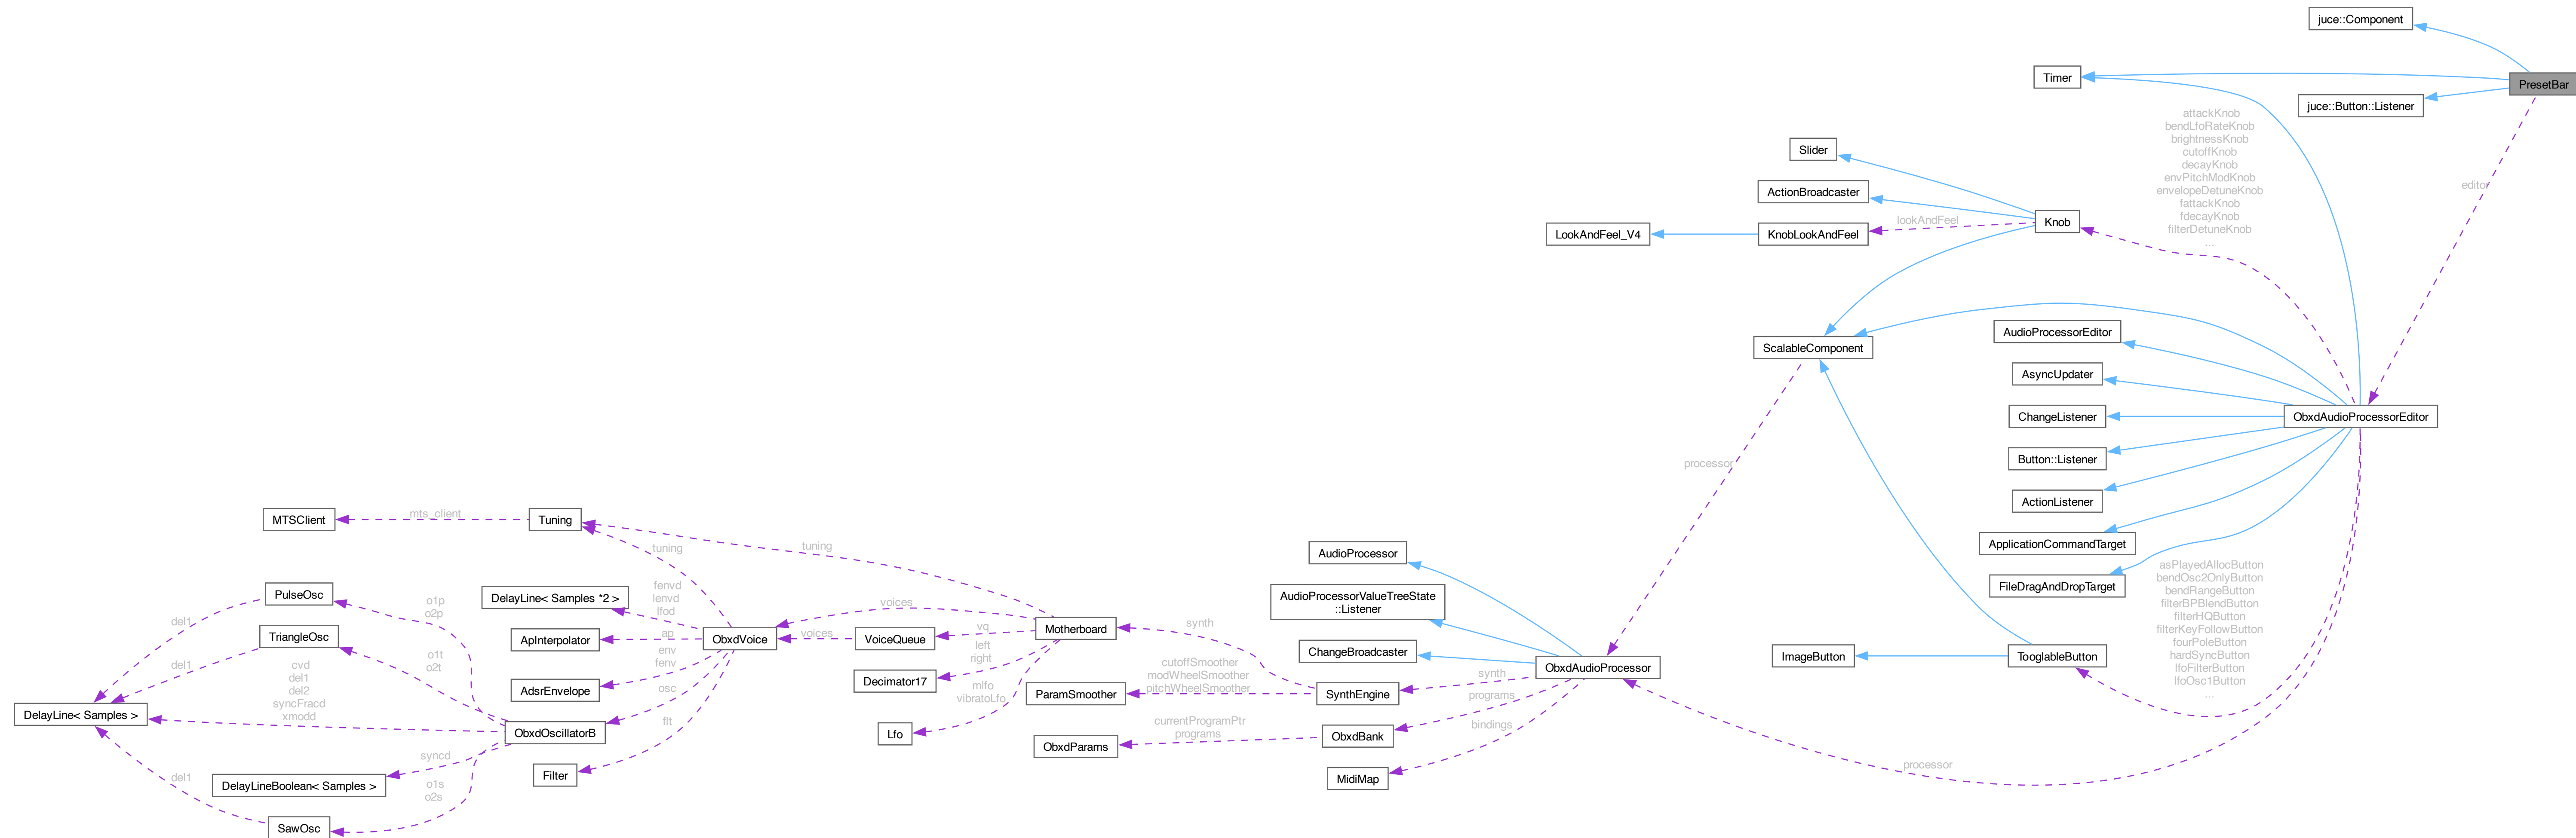 juce::Component
Timer
PresetBar
juce::Button::Listener
attackKnob
bendLfoRateKnob
brightnessKnob
cutoffKnob
decayKnob
envPitchModKnob
envelopeDetuneKnob
fattackKnob
fdecayKnob
filterDetuneKnob
...
editor
Slider
ActionBroadcaster
Knob
lookAndFeel
LookAndFeel_V4
KnobLookAndFeel
ScalableComponent
AudioProcessorEditor
AsyncUpdater
ChangeListener
ObxdAudioProcessorEditor
Button::Listener
ActionListener
ApplicationCommandTarget
FileDragAndDropTarget
processor
asPlayedAllocButton
bendOsc2OnlyButton
bendRangeButton
filterBPBlendButton
filterHQButton
filterKeyFollowButton
fourPoleButton
hardSyncButton
lfoFilterButton
lfoOsc1Button
...
ImageButton
TooglableButton
processor
AudioProcessor
AudioProcessorValueTreeState
::Listener
ChangeBroadcaster
ObxdAudioProcessor
synth
programs
bindings
cutoffSmoother
modWheelSmoother
pitchWheelSmoother
ParamSmoother
SynthEngine
currentProgramPtr
programs
ObxdParams
ObxdBank
MidiMap
synth
Motherboard
tuning
voices
vq
left
right
mlfo
vibratoLfo
VoiceQueue
Decimator17
Lfo
voices
ObxdVoice
MTSClient
mts_client
Tuning
tuning
fenvd
lenvd
lfod
ap
env
fenv
osc
flt
DelayLine< Samples *2 >
ApInterpolator
AdsrEnvelope
ObxdOscillatorB
Filter
o1p
o2p
o1t
o2t
cvd
del1
del2
syncFracd
xmodd
syncd
o1s
o2s
PulseOsc
TriangleOsc
del1
del1
del1
DelayLine< Samples >
DelayLineBoolean< Samples >
SawOsc